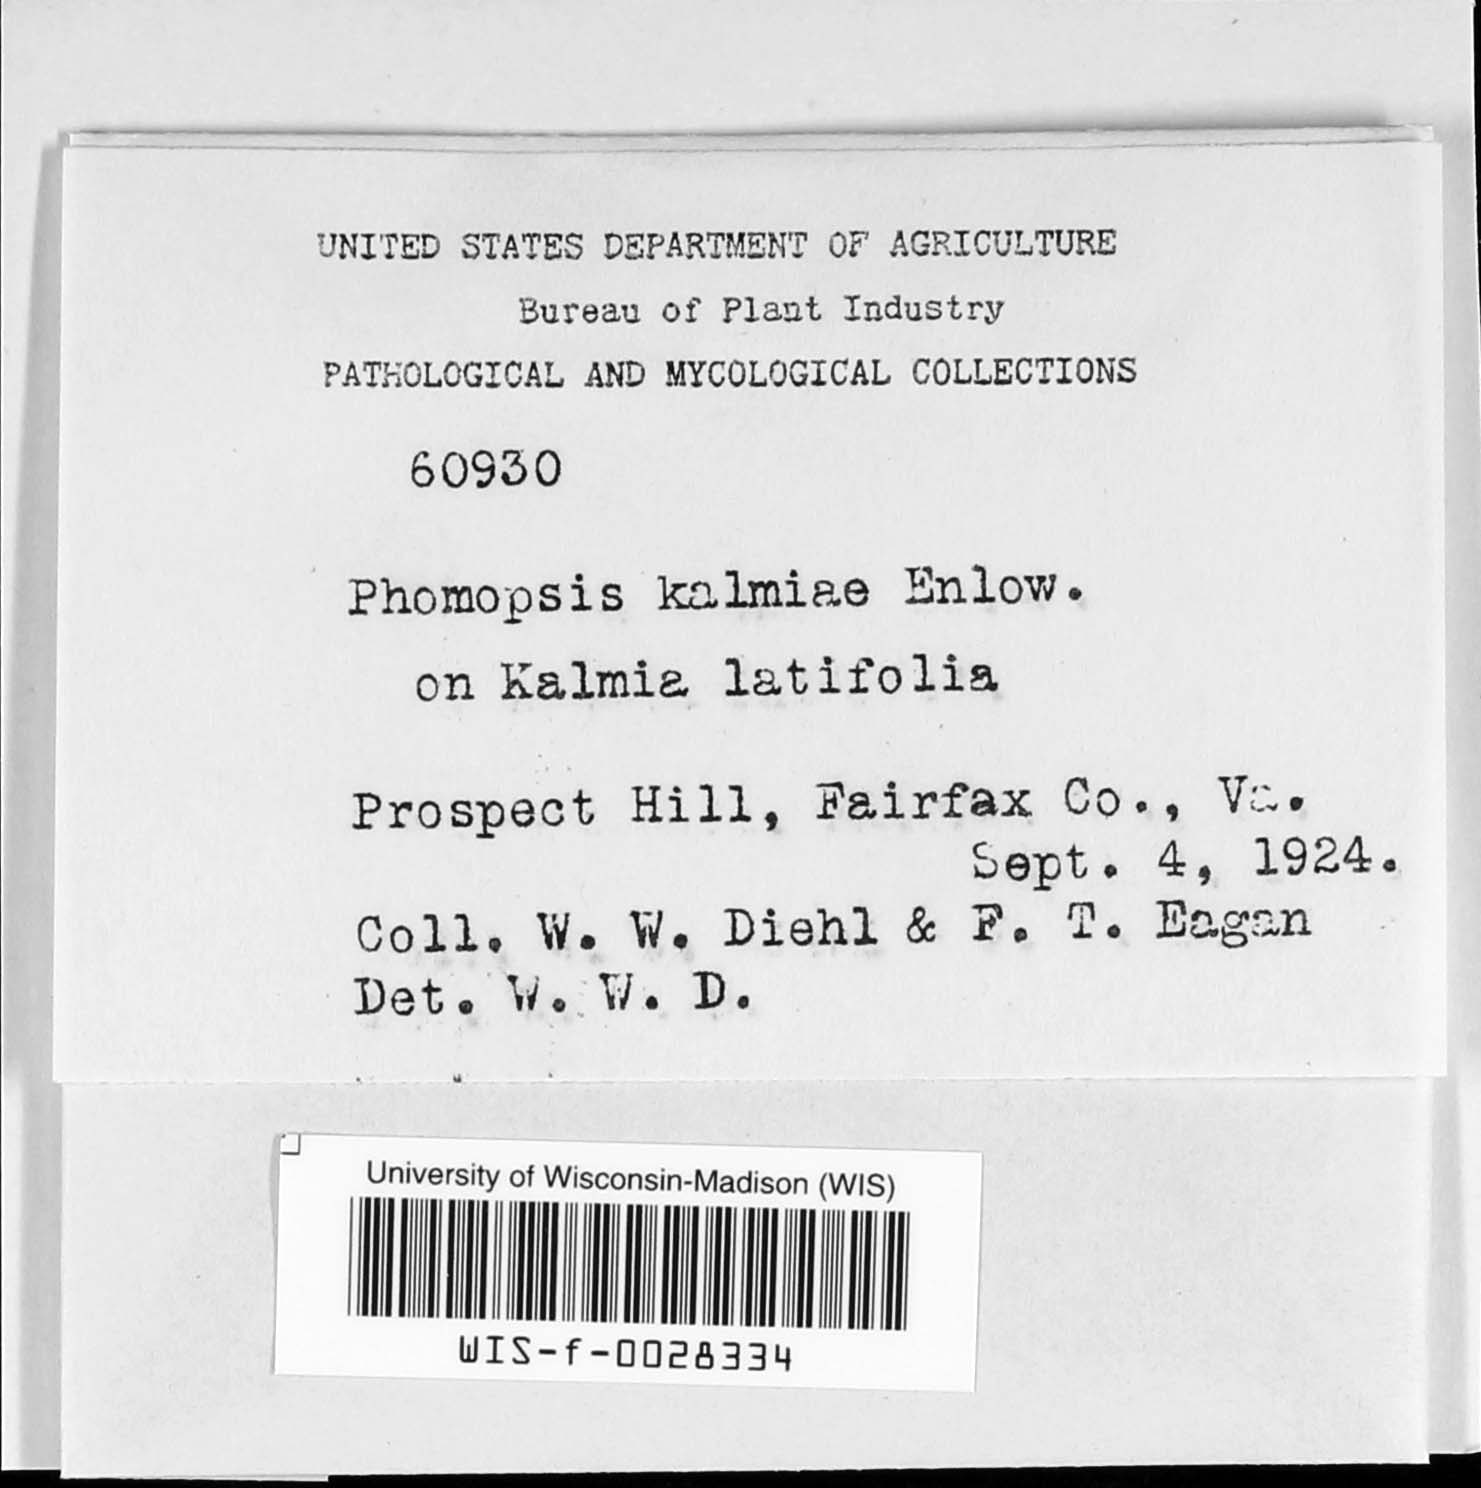 UNITED STATES DEPARTMENT OF AGRICULTURE
Bureau of Plant Industry
PATHOLOGICAL AND MYCOLOGICAL COLLECTIONS
60930
Phomopsis kalmiae Enlow.
on Kalmia latifolia
Prospect Hill, Fairfax Co., Va.
Sept. 4, 1924.
Coll. W. W. Diehl & F. T. Eagan
Det. W. W. D.
University of Wisconsin-Madison (WIS)
WIS-f-0028334